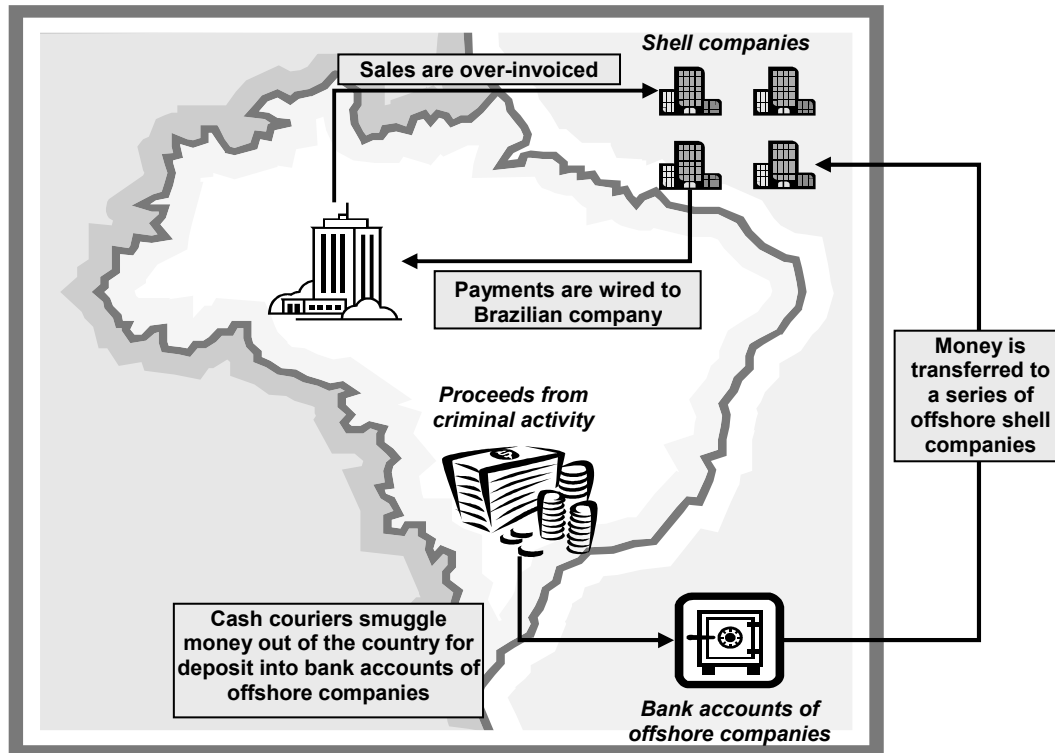 Shell companies
Sales are over-invoiced
Payments are wired to
Brazilian company
Money is
transferred to
a series of
offshore shell
companies
Proceeds from
criminal activity
Cash couriers smuggle
money out of the country for
deposit into bank accounts of
offshore companies
Bank accounts of
offshore companies